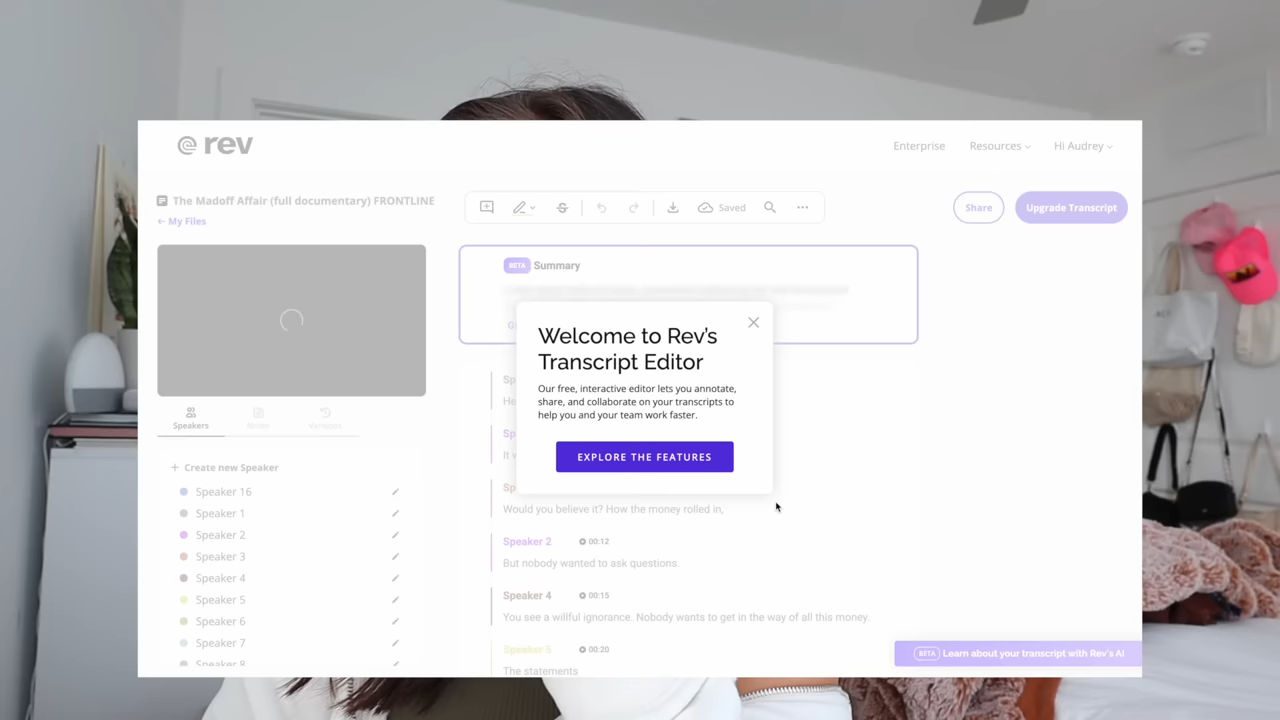 rev
Enterprise
Resources
Hi Audrey
The Madoff Affair (full documentary) FRONTLINE
← My Files
Saved
Share
Upgrade Transcript
BETA Summary
Welcome to Rev's
Transcript Editor
Our free, interactive editor lets you annotate,
share, and collaborate on your transcripts to
help you and your team work faster.
EXPLORE THE FEATURES
Speakers
+ Create new Speaker
Speaker 16
Speaker 1
Speaker 2
Speaker 3
Speaker 4
Speaker 5
Speaker 6
Speaker 7
Speaker 8
Would you believe it? How the money rolled in,
Speaker 2 00:12
But nobody wanted to ask questions.
Speaker 4 00:15
You see a willful ignorance. Nobody wants to get in the way of all this money.
Speaker 5 00:20
The statements
BETA Learn about your transcript with Rev's AI